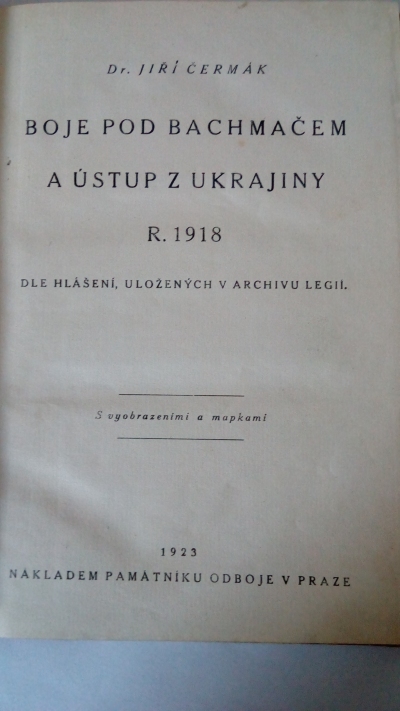 Dr. JIŘÍ ČERMÁK
BOJE POD BACHMAČEM
A ÚSTUP Z UKRAJINY
R. 1918
DLE HLÁŠENÍ, ULOŽENÝCH V ARCHIVU LEGIÍ.
S vyobrazeními a mapkami
1923
NÁKLADEM PAMÁTNÍKU ODBOJE V PRAZE